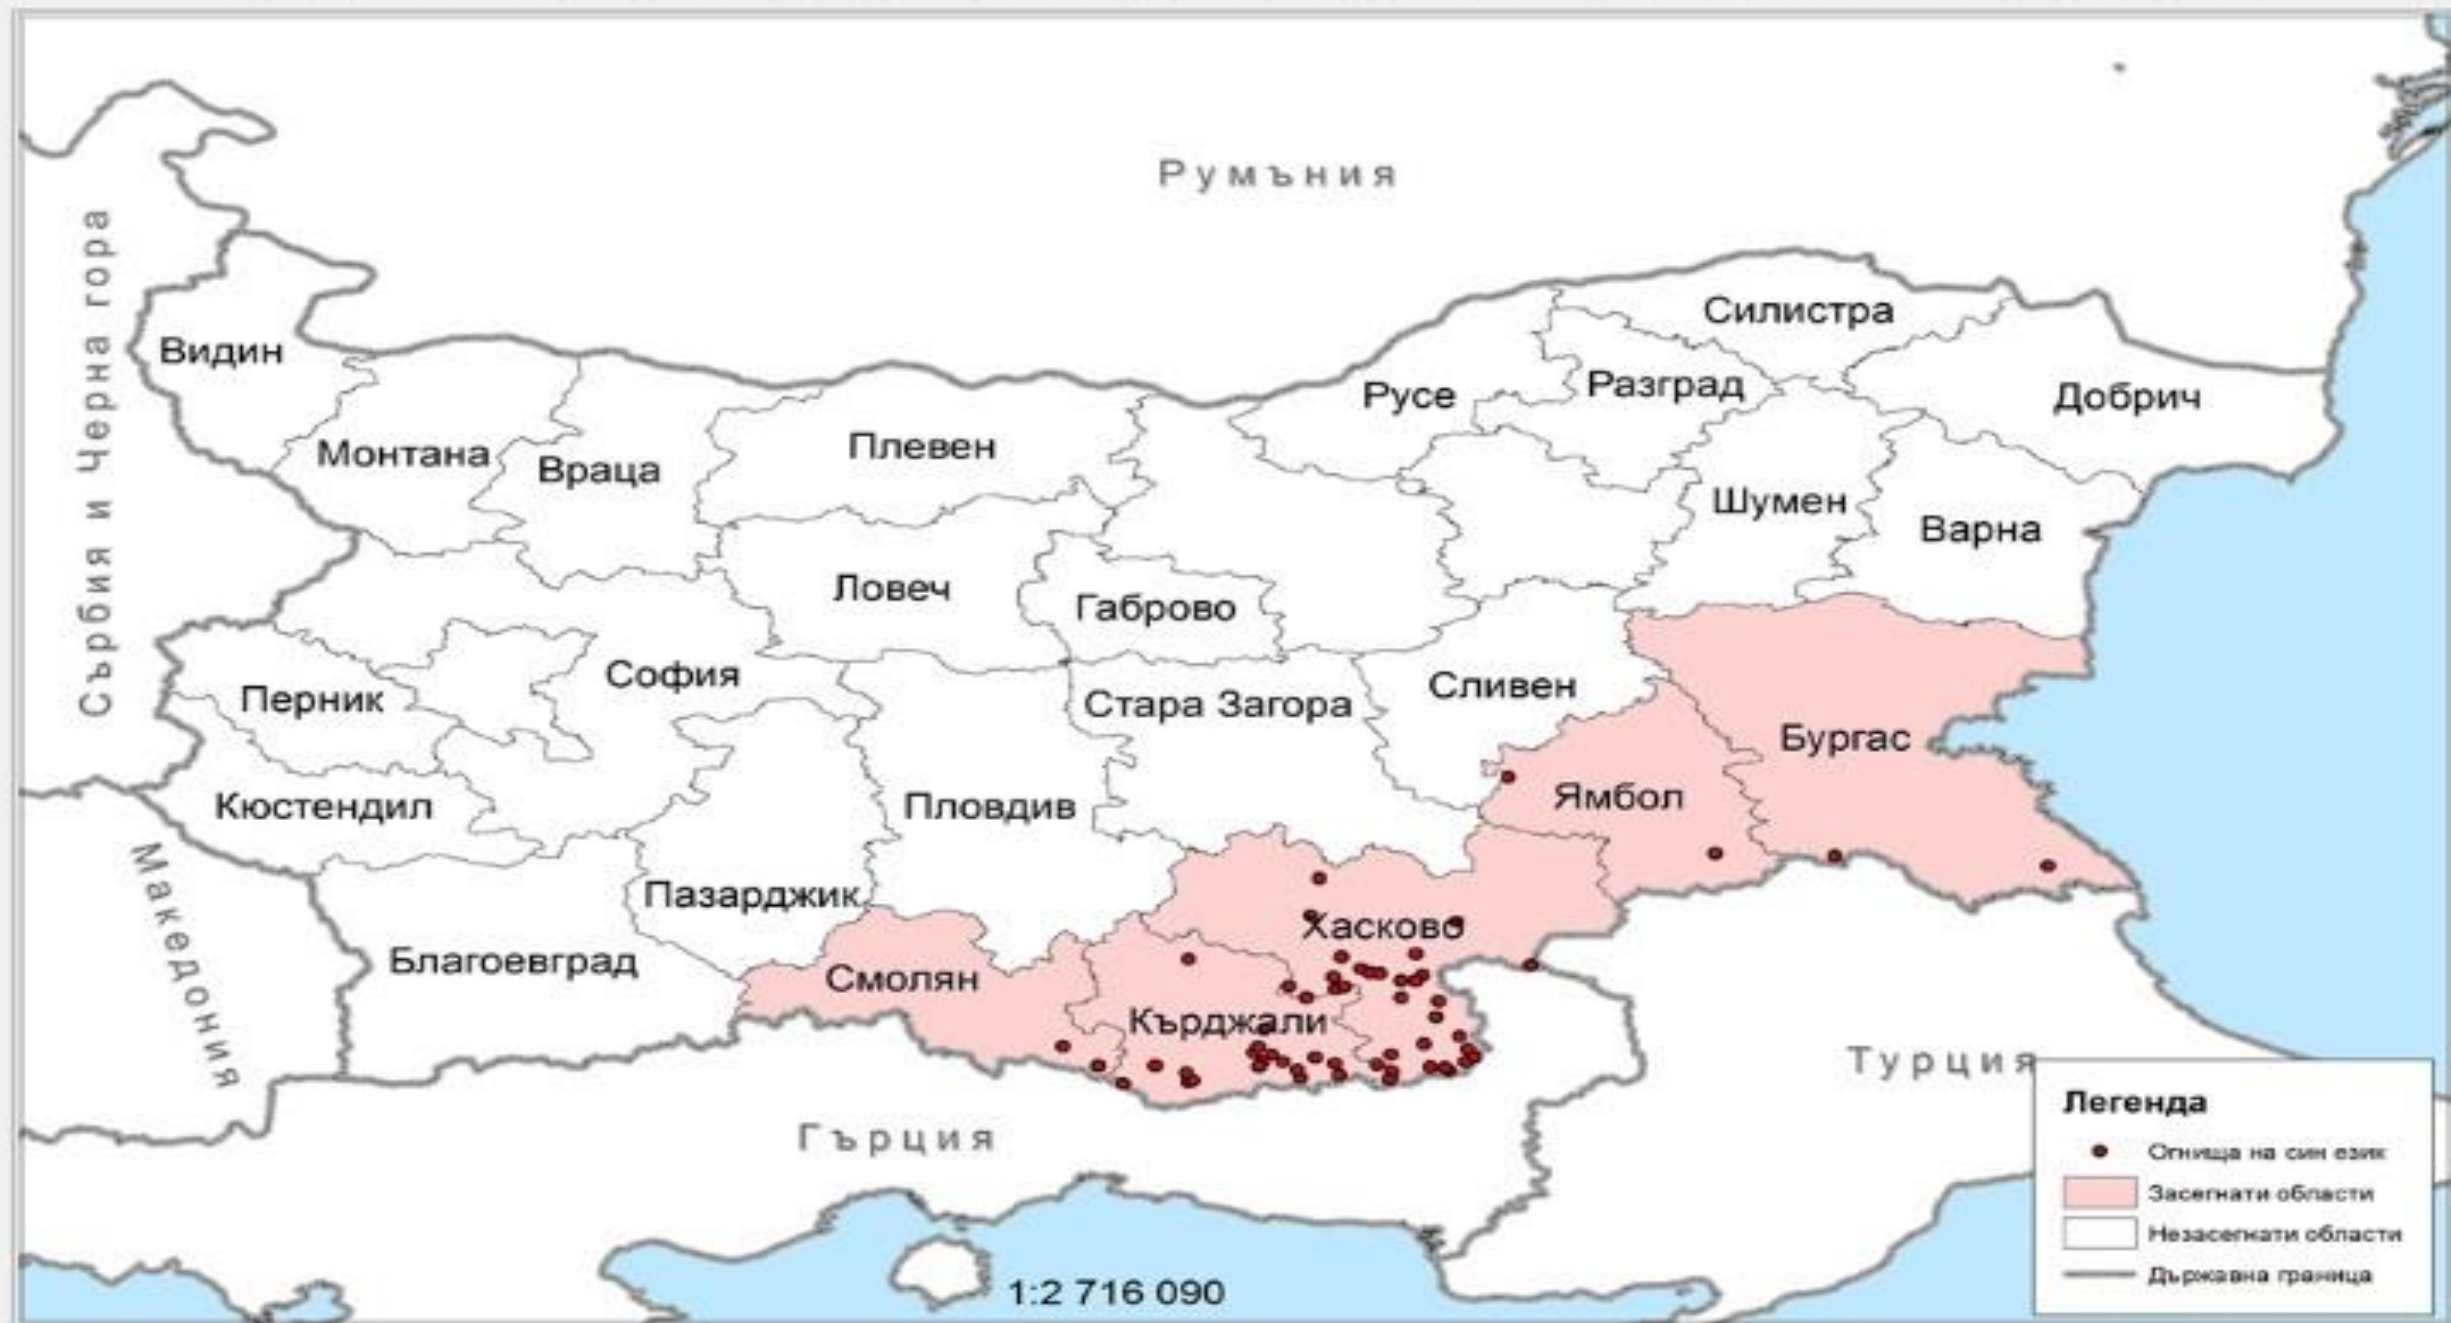 Румъния
Сърбия и Черна гора
Силистра
Видин
Русе
Разград
Добрич
Монтана
Враца
Плевен
Шумен
Варна
Ловеч
Габрово
София
Перник
Стара Загора
Сливен
Бургас
Кюстендил
Пловдив
Ямбол
Македония
Пазарджик
Хасково
Благоевград
Смолян
Кърджали
Турция
Гърция
Легенда
Огнища на син език
Засегнати области
Незасегнати области
Държавна граница
1:2 716 090